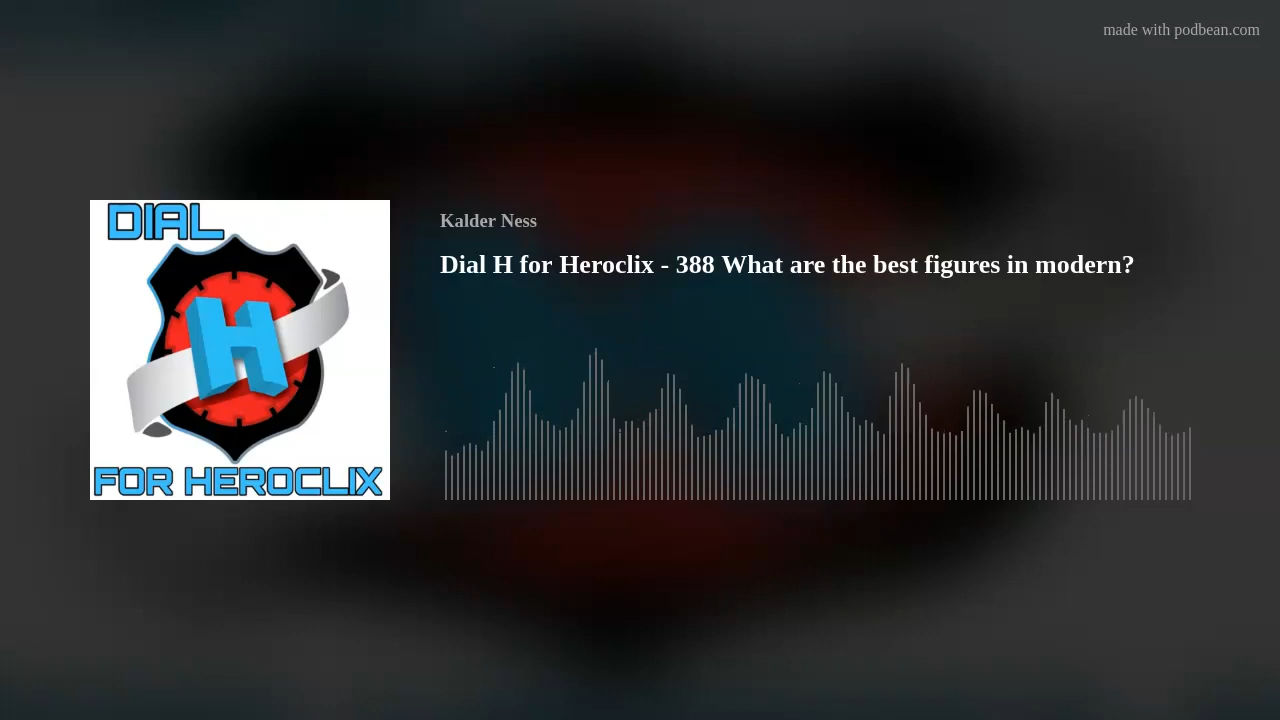 made with podbean.com
DIAL
H
FOR HEROCLIX
Kalder Ness
Dial H for Heroclix - 388 What are the best figures in modern?